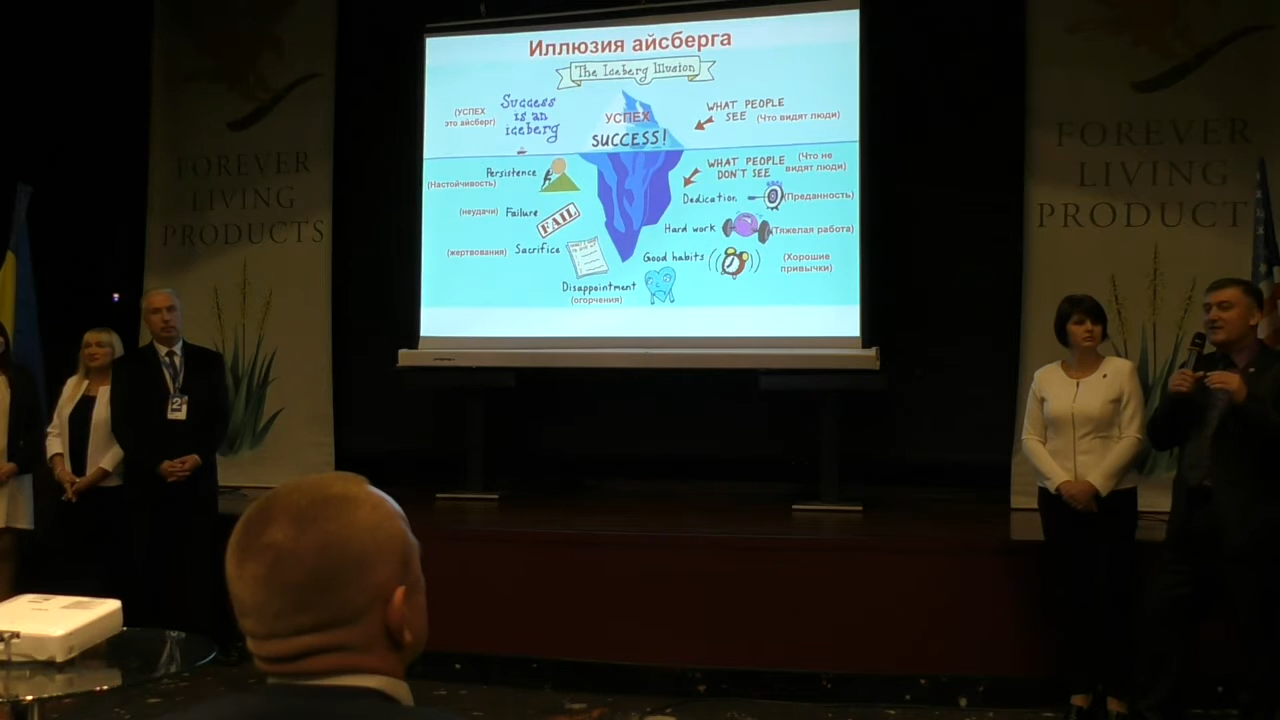 Иллюзия айсберга
The Iceberg Illusion
(УСПЕХ
это айсберг)
Success
is an
iceberg
УСПЕХ
SUCCESS!
WHAT PEOPLE
SEE
(Что видят люди)
WHAT PEOPLE
DON'T SEE
(Что не
видят люди)
Persistence
(Настойчивость)
Dedication
(Преданность)
(неудачи)
Failure
FAIL
Hard work
(Тяжелая работа)
(жертвования)
Sacrifice
Good habits
(Хорошие
привычки)
Disappointment
(огорчения)
FOREVER
LIVING
PRODUCTS
FOREVER
LIVING
PRODUCT
2